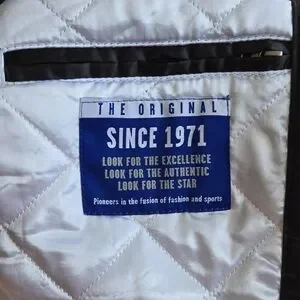 THE ORIGINAL
SINCE 1971
LOOK FOR THE EXCELLENCE
LOOK FOR THE AUTHENTIC
LOOK FOR THE STAR
Pioneers in the fusion of fashion and sports